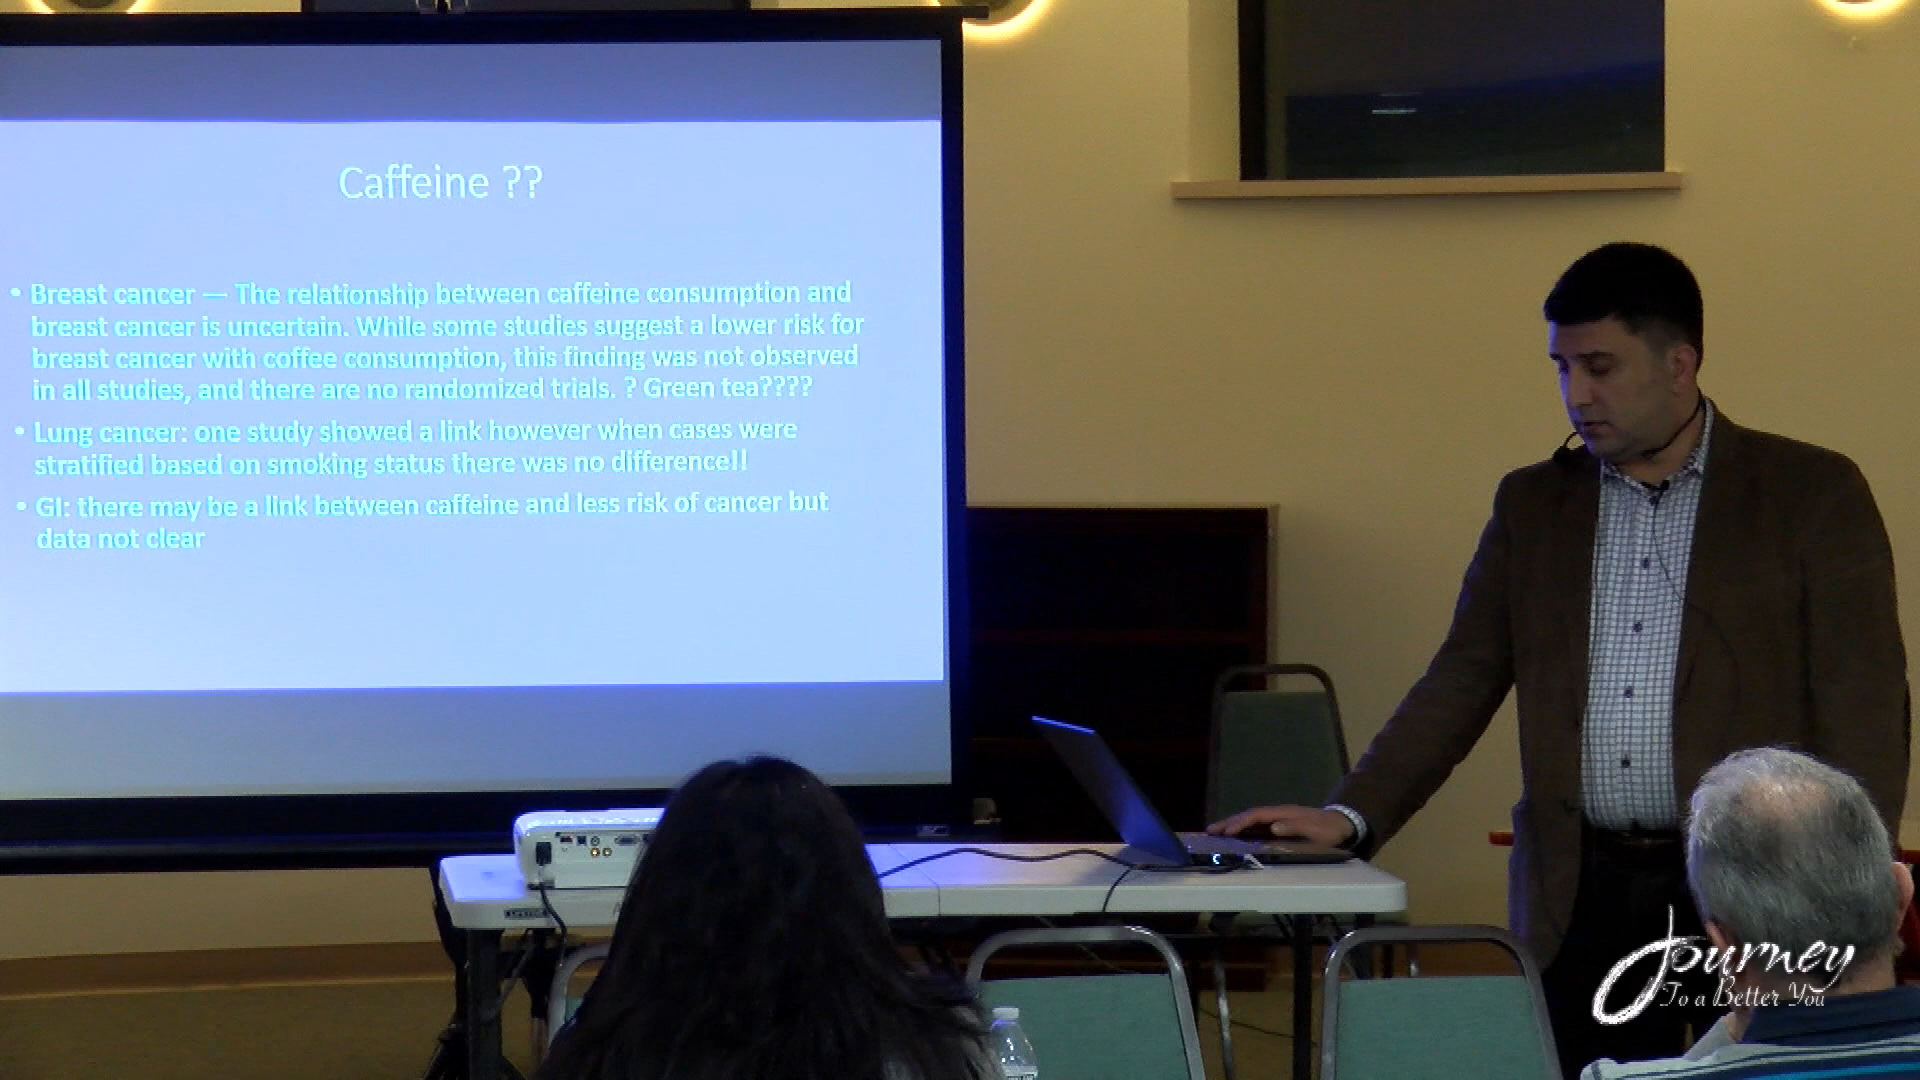 Caffeine ??
• Breast cancer — The relationship between caffeine consumption and
breast cancer is uncertain. While some studies suggest a lower risk for
breast cancer with coffee consumption, this finding was not observed
in all studies, and there are no randomized trials. ? Green tea????
• Lung cancer: one study showed a link however when cases were
stratified based on smoking status there was no difference!!
• GI: there may be a link between caffeine and less risk of cancer but
data not clear
LIFETIME
Journey
To a Better You